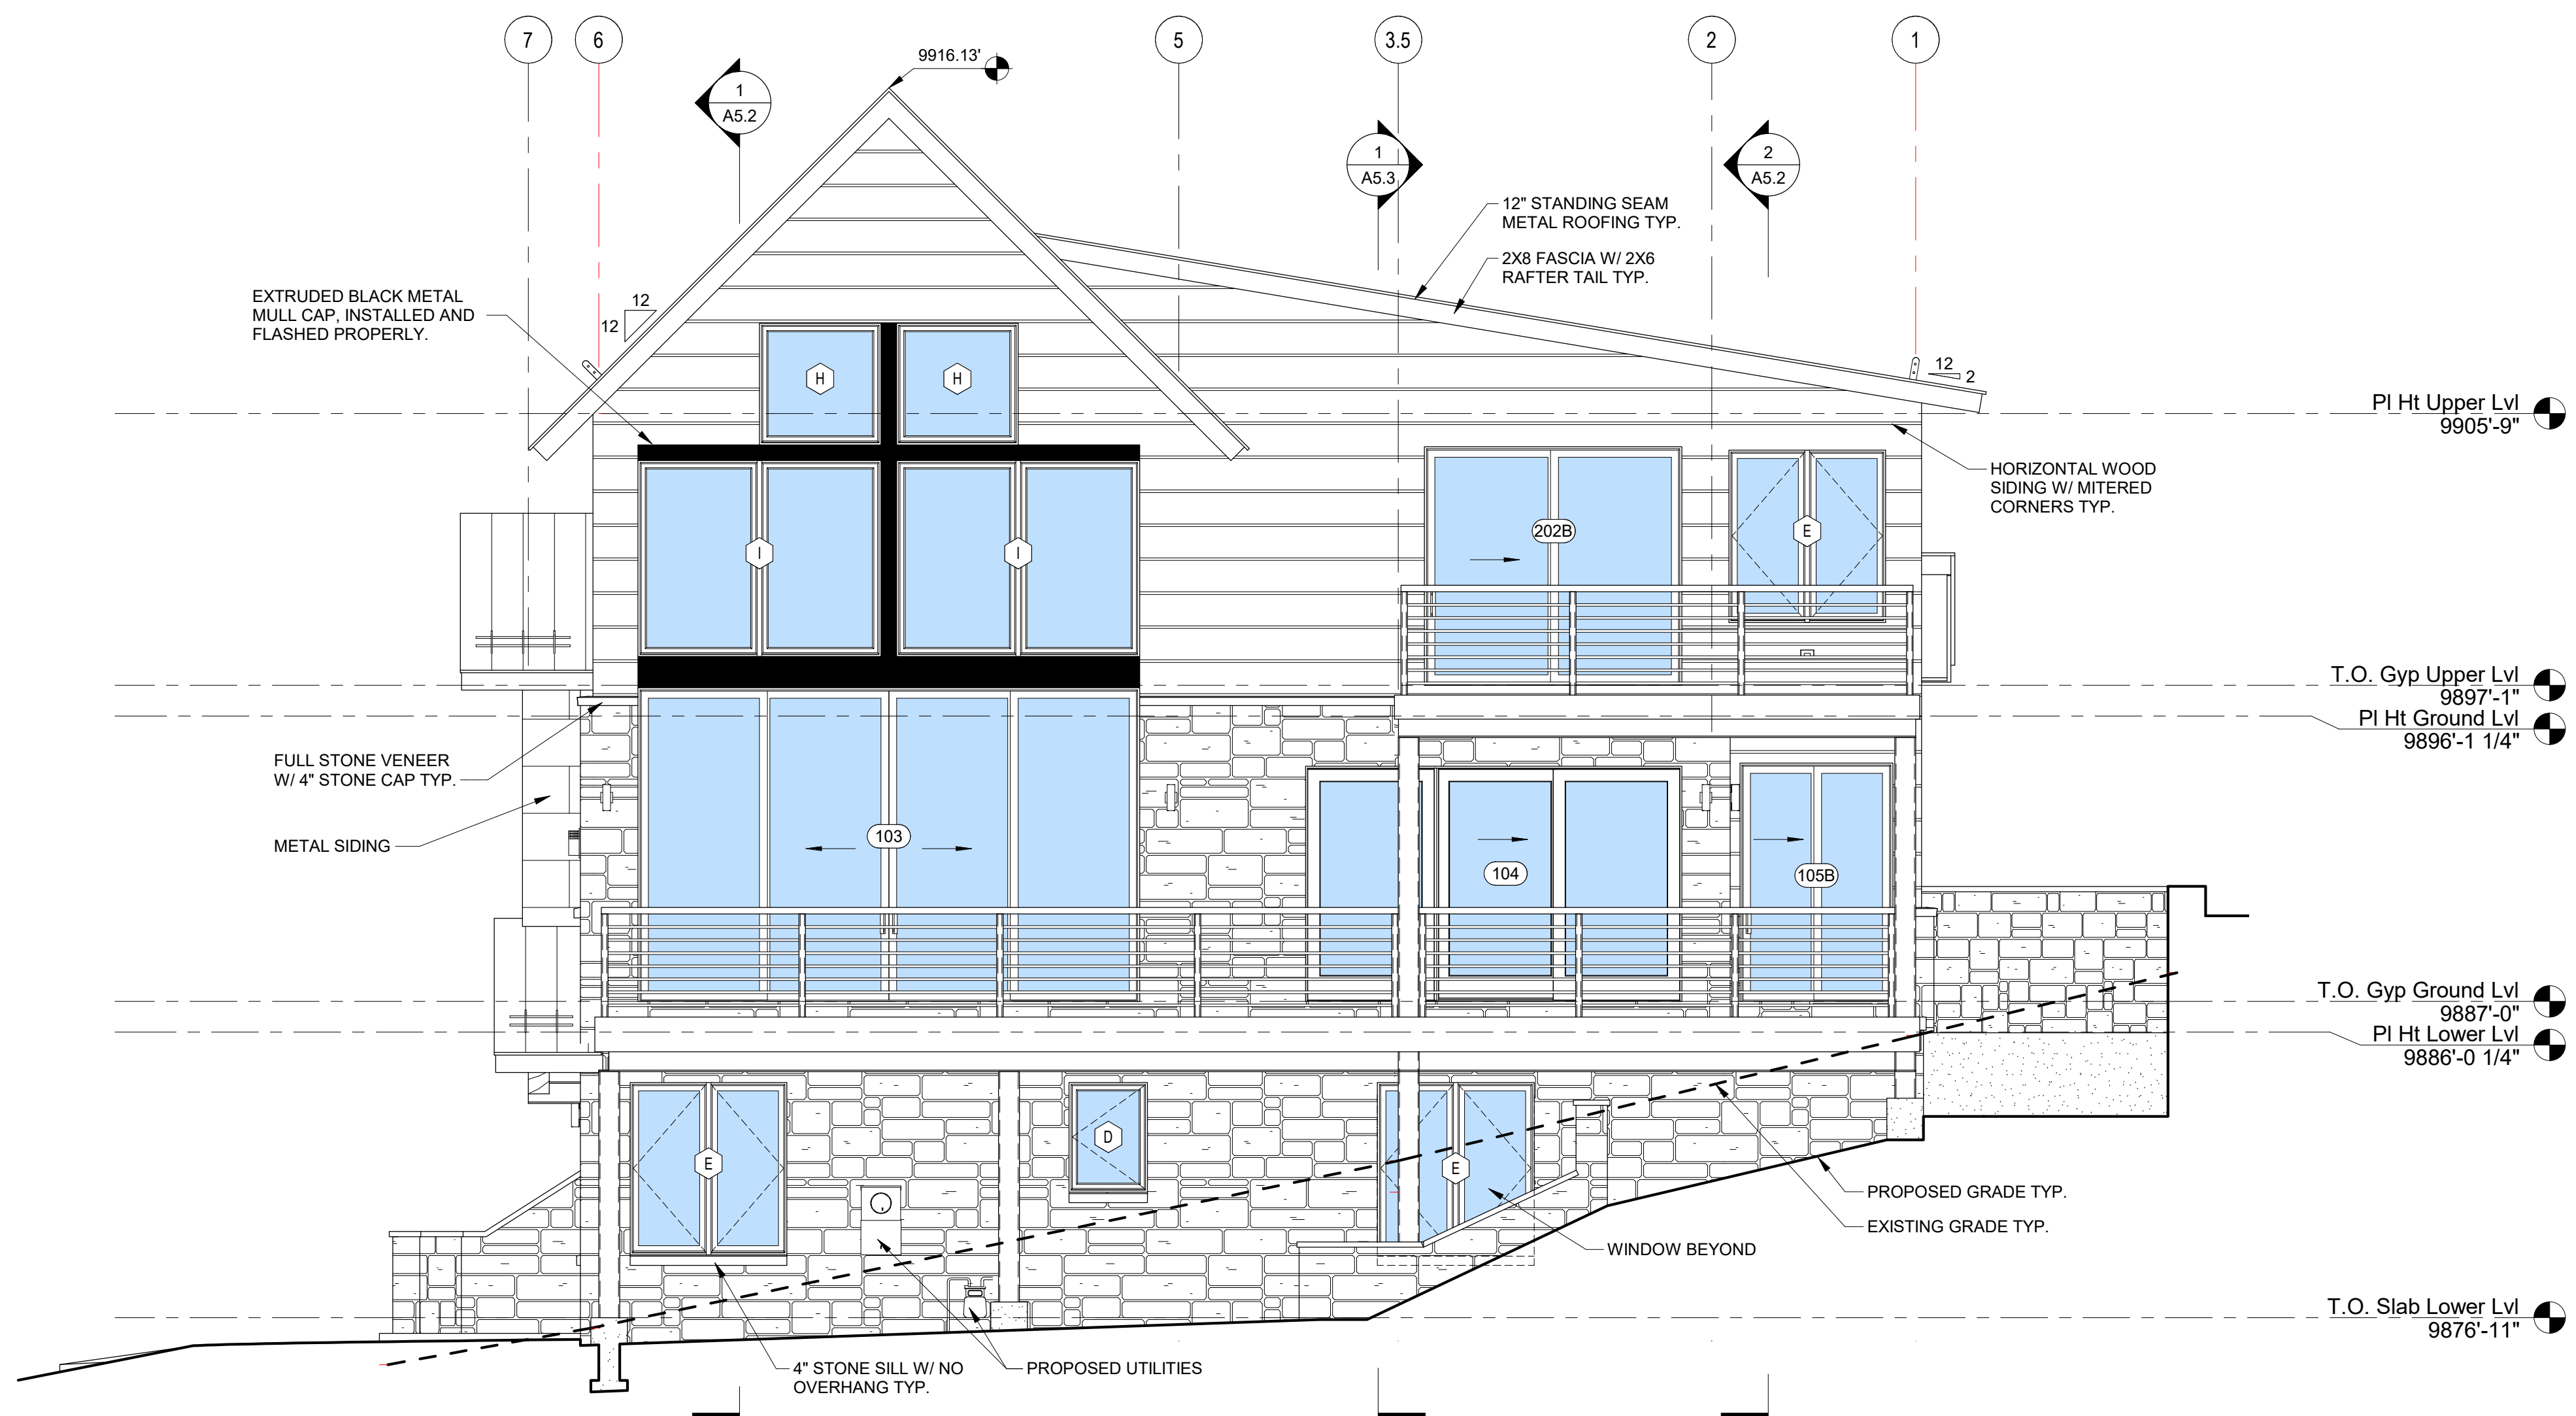 7
6
5
3.5
2
1
9916.13'
1
A5.2
1
A5.3
2
A5.2
12" STANDING SEAM
METAL ROOFING TYP.
2X8 FASCIA W/ 2X6
RAFTER TAIL TYP.
EXTRUDED BLACK METAL
MULL CAP, INSTALLED AND
FLASHED PROPERLY.
12
12
12
2
H
H
Pl Ht Upper Lvl
9905'-9"
HORIZONTAL WOOD
SIDING W/ MITERED
CORNERS TYP.
I
I
202B
E
T.O. Gyp Upper Lvl
9897'-1"
Pl Ht Ground Lvl
9896'-1 1/4"
FULL STONE VENEER
W/ 4" STONE CAP TYP.
METAL SIDING
103
104
105B
T.O. Gyp Ground Lvl
9887'-0"
Pl Ht Lower Lvl
9886'-0 1/4"
E
D
E
PROPOSED GRADE TYP.
EXISTING GRADE TYP.
WINDOW BEYOND
T.O. Slab Lower Lvl
9876'-11"
4" STONE SILL W/ NO
OVERHANG TYP.
PROPOSED UTILITIES